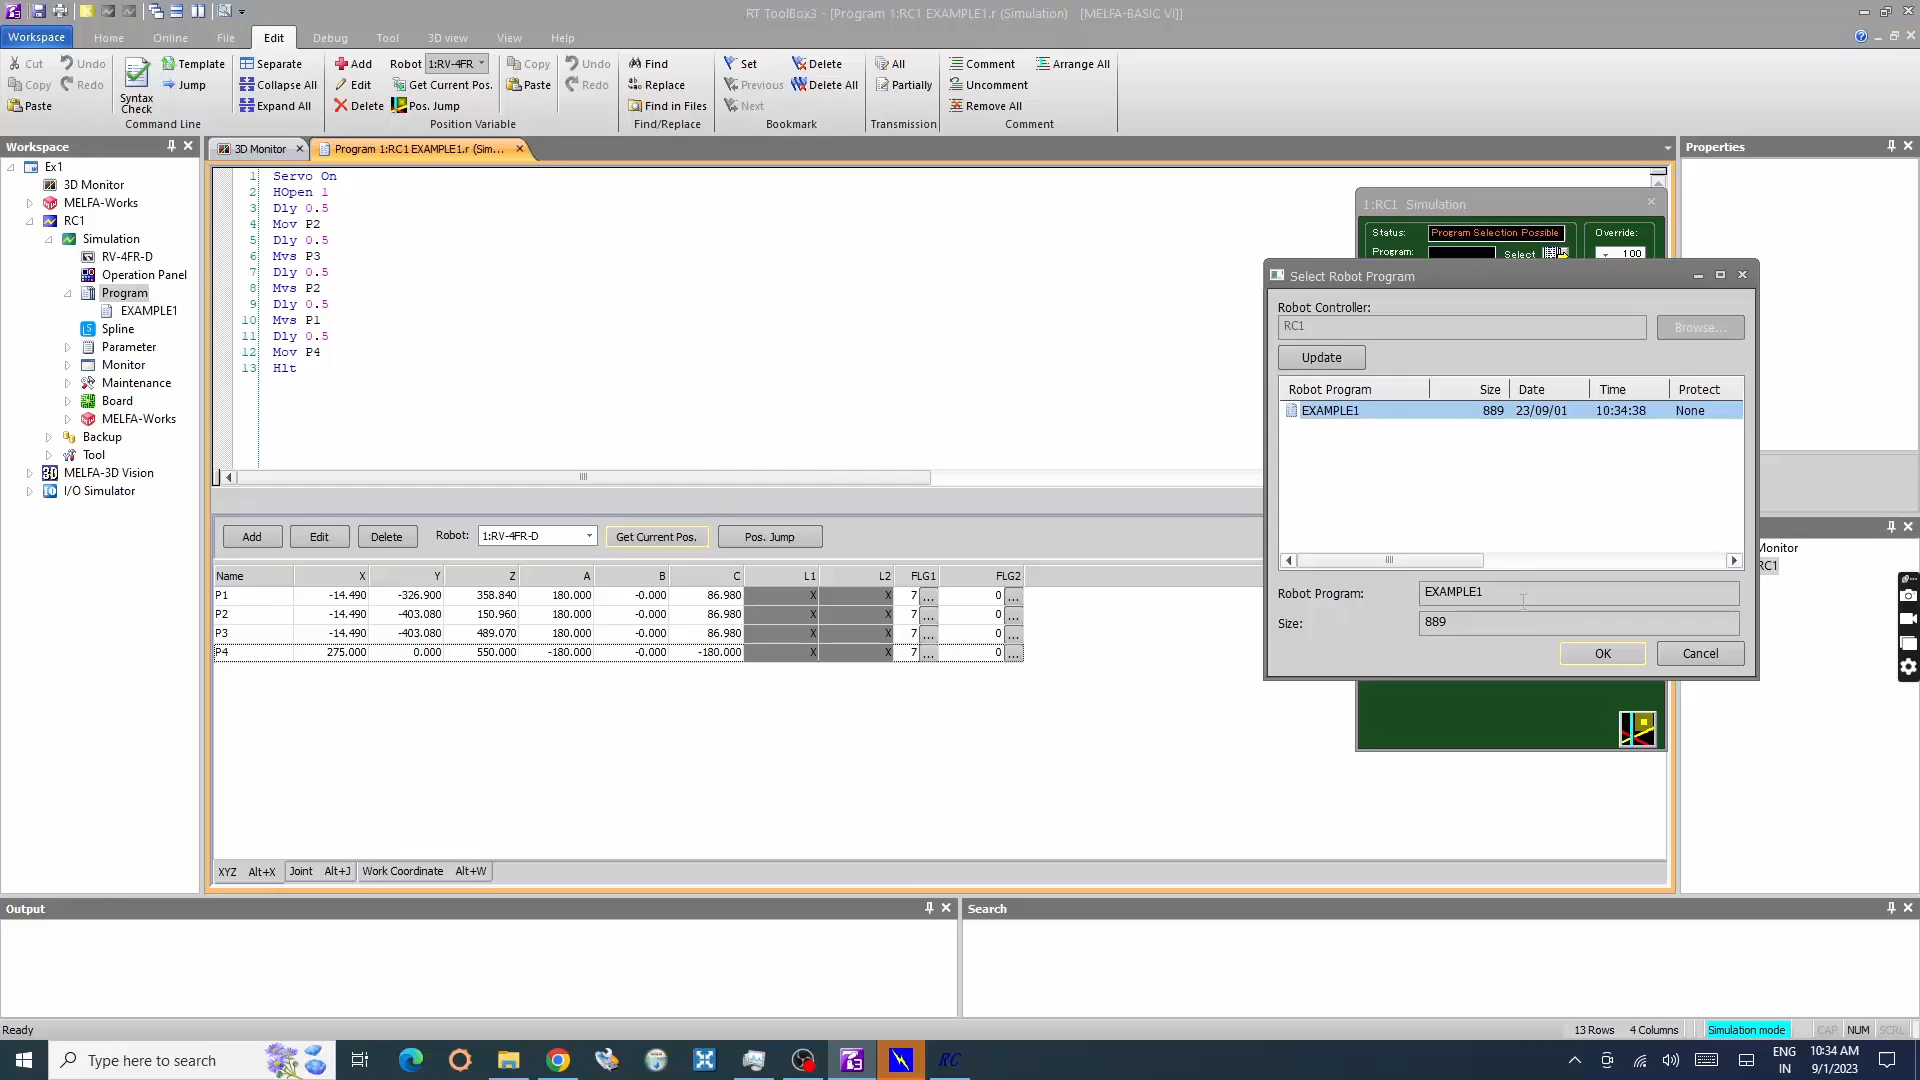 RT ToolBox3 - [Program 1:RC1 EXAMPLE1.r (Simulation)   [MELFA-BASIC VI]]
Workspace Home Online File Edit Debug Tool 3D view View Help
Cut Undo Template Separate Add Robot 1:RV-4FR Copy Undo Find Set Delete All Comment Arrange All
Copy Redo Syntax Check Jump Collapse All Edit Get Current Pos. Paste Redo Replace Previous Delete All Partially Uncomment
Paste Expand All Delete Pos. Jump Find in Files Next Remove All
Command Line Position Variable Find/Replace Bookmark Transmission Comment
Workspace
Ex1
3D Monitor
MELFA-Works
RC1
Simulation
RV-4FR-D
Operation Panel
Program
EXAMPLE1
Spline
Parameter
Monitor
Maintenance
Board
MELFA-Works
Backup
Tool
MELFA-3D Vision
I/O Simulator
3D Monitor Program 1:RC1 EXAMPLE1.r (Sim...
1 Servo On
2 HOpen 1
3 Dly 0.5
4 Mov P2
5 Dly 0.5
6 Mvs P3
7 Dly 0.5
8 Mvs P2
9 Dly 0.5
10 Mvs P1
11 Dly 0.5
12 Mov P4
13 Hlt
Add Edit Delete Robot: 1:RV-4FR-D Get Current Pos. Pos. Jump
Name X Y Z A B C L1 L2 FLG1 FLG2
P1 -14.490 -326.900 358.840 180.000 -0.000 86.980 X X 7 ... 0 ...
P2 -14.490 -403.080 150.960 180.000 -0.000 86.980 X X 7 ... 0 ...
P3 -14.490 -403.080 489.070 180.000 -0.000 86.980 X X 7 ... 0 ...
P4 275.000 0.000 550.000 -180.000 -0.000 -180.000 X X 7 ... 0 ...
XYZ Alt+X Joint Alt+J Work Coordinate Alt+W
1:RC1 Simulation
Status: Program Selection Possible Override:
Program: Select 100
Select Robot Program
Robot Controller:
RC1 Browse...
Update
Robot Program Size Date Time Protect
EXAMPLE1 889 23/09/01 10:34:38 None
Robot Program: EXAMPLE1
Size: 889
OK Cancel
Properties
Monitor
RC1
Output
Search
Ready 13 Rows 4 Columns Simulation mode CAP NUM SCRL
Type here to search RC ENG 10:34 AM
IN 9/1/2023